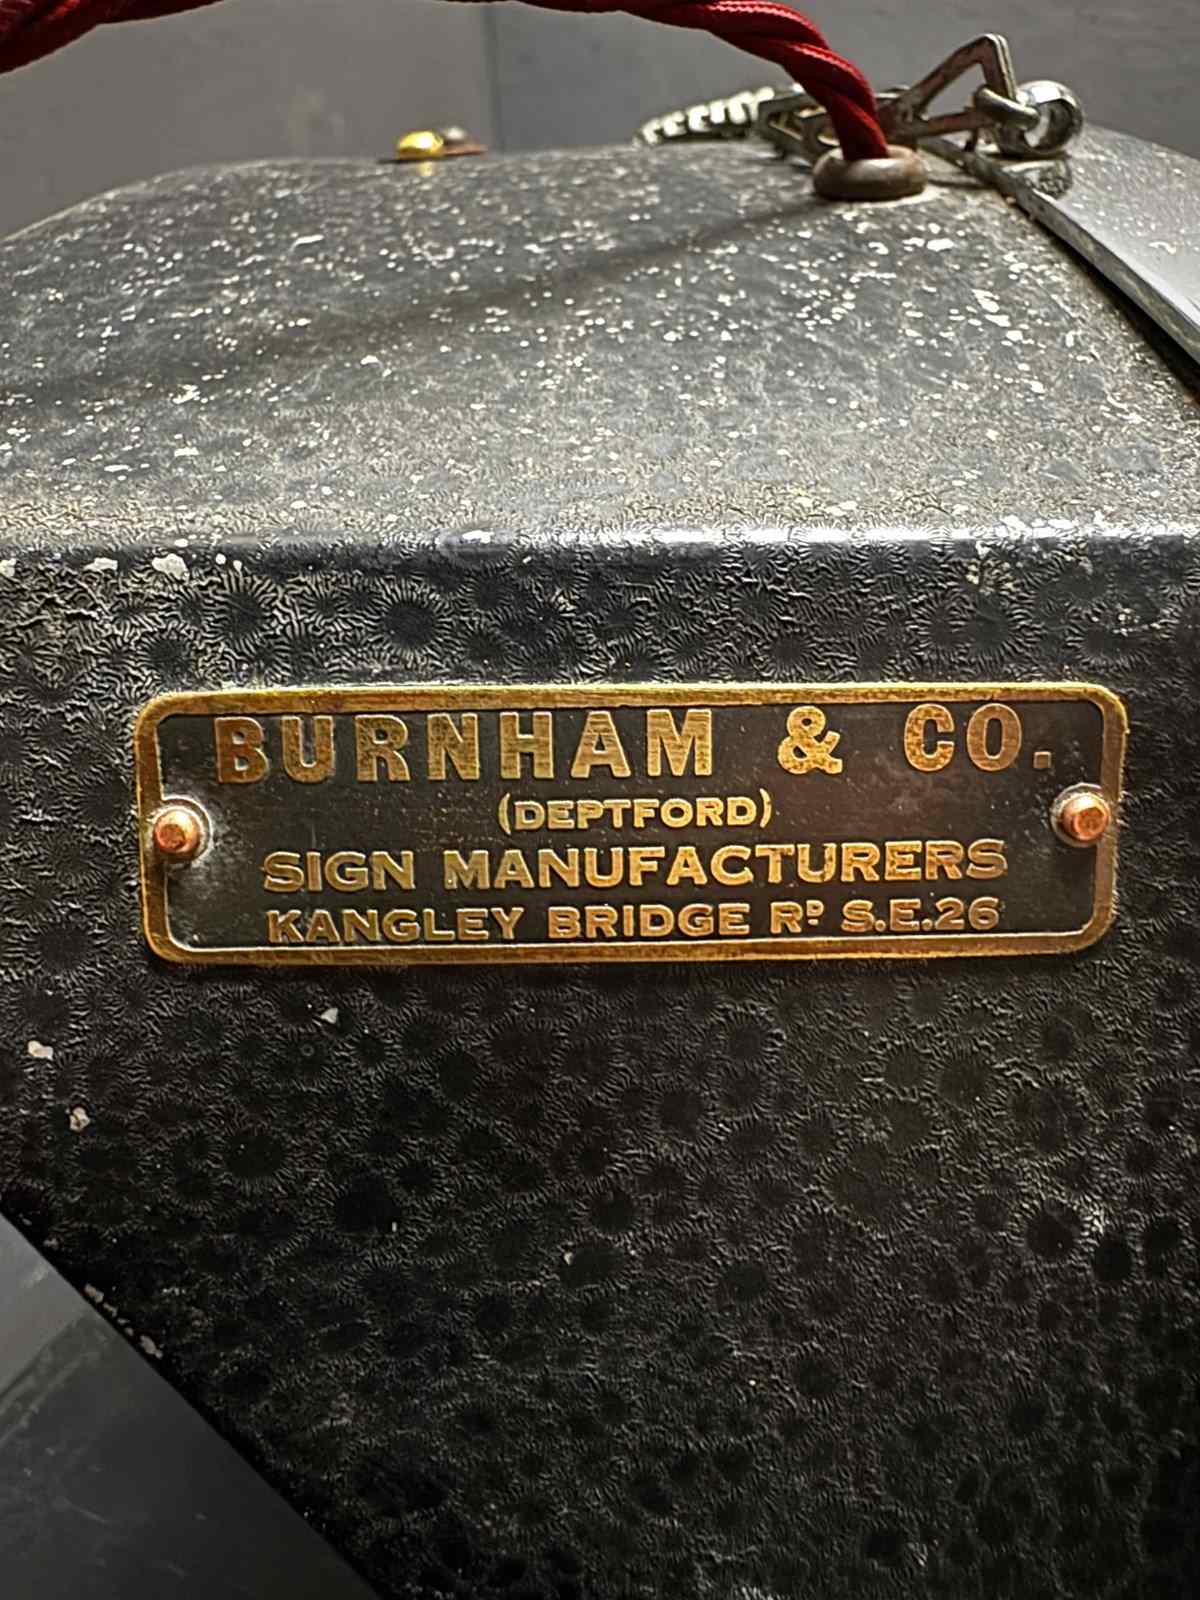 BURNHAM & CO.
(DEPTFORD)
SIGN MANUFACTURERS
KANGLEY BRIDGE RD S.E.26